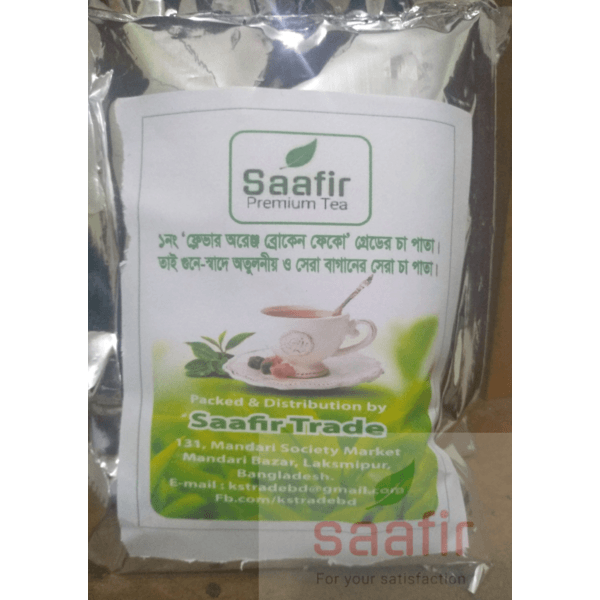 Saafir
Premium Tea
১নং ‘ফ্লেভার অরেঞ্জ ব্রোকেন ফেকো’ গ্রেডের চা পাতা।
তাই গুনে-স্বাদে অতুলনীয় ও সেরা বাগানের সেরা চা পাতা।
Packed & Distribution by
Saafir Trade
131, Mandari Society Market
Mandari Bazar, Laksmipur,
Bangladesh.
E-mail : kstradebd@gmail.com
Fb.com/kstradebd
saafir
For your satisfaction